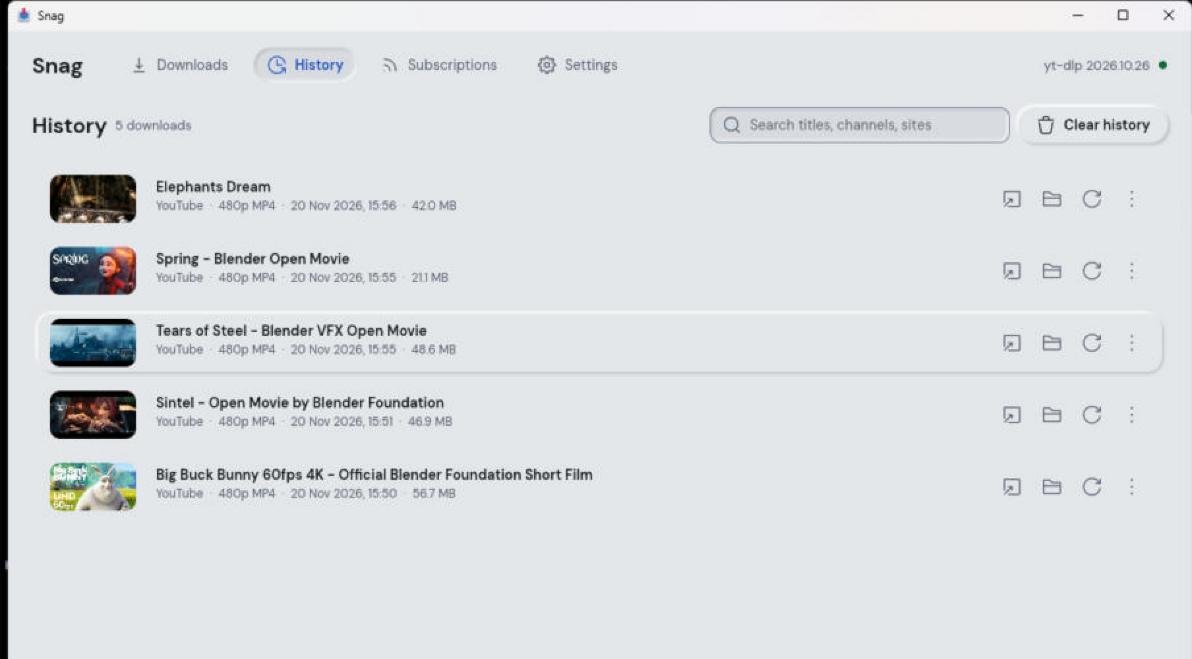 Snag
Snag Downloads History Subscriptions Settings yt-dlp 2026.10.26
History 5 downloads Search titles, channels, sites Clear history
Elephants Dream
YouTube · 480p MP4 · 20 Nov 2026, 15:56 · 42.0 MB
SPRING
Spring - Blender Open Movie
YouTube · 480p MP4 · 20 Nov 2026, 15:55 · 21.1 MB
Tears of Steel - Blender VFX Open Movie
YouTube · 480p MP4 · 20 Nov 2026, 15:55 · 48.6 MB
Sintel - Open Movie by Blender Foundation
YouTube · 480p MP4 · 20 Nov 2026, 15:51 · 46.9 MB
Big Buck Bunny 60fps 4K - Official Blender Foundation Short Film
YouTube · 480p MP4 · 20 Nov 2026, 15:50 · 56.7 MB
Big Buck
BUNNY
UHD